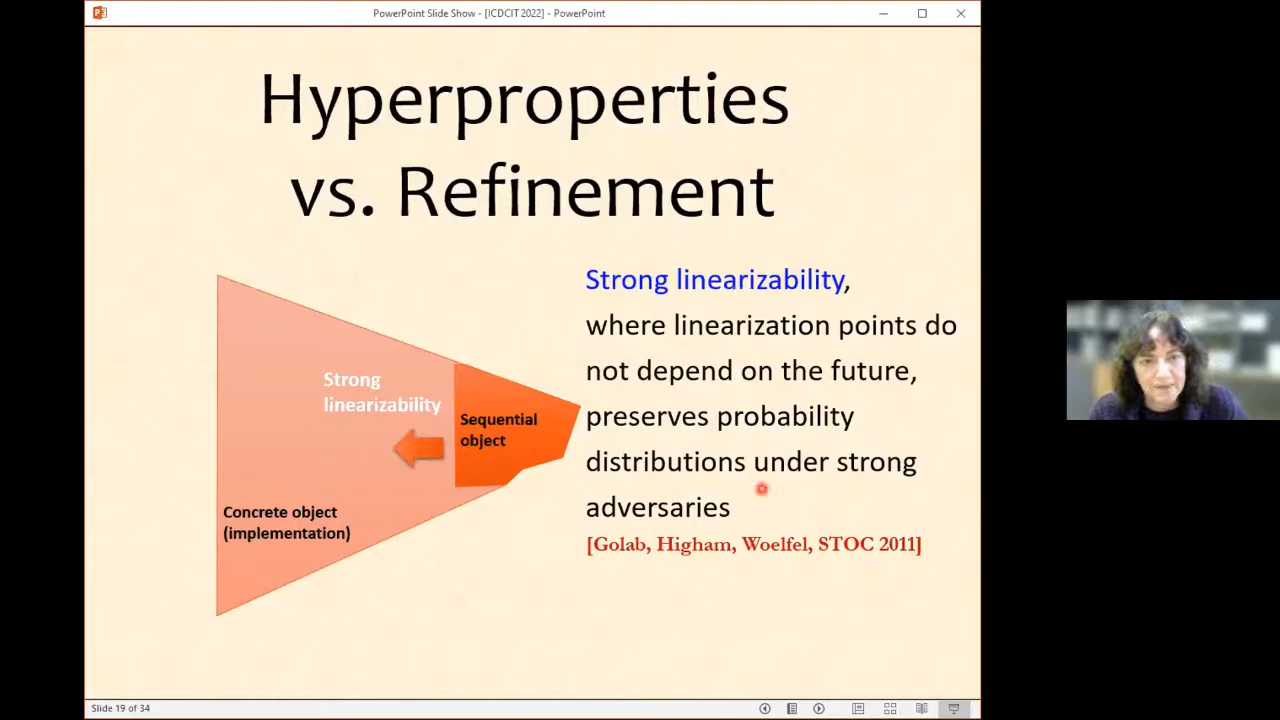 PowerPoint Slide Show - [ICDCIT 2022] - PowerPoint
Hyperproperties
vs. Refinement
Strong linearizability,
where linearization points do
not depend on the future,
preserves probability
distributions under strong
adversaries
[Golab, Higham, Woelfel, STOC 2011]
Strong
linearizability
Sequential
object
Concrete object
(implementation)
Slide 19 of 34